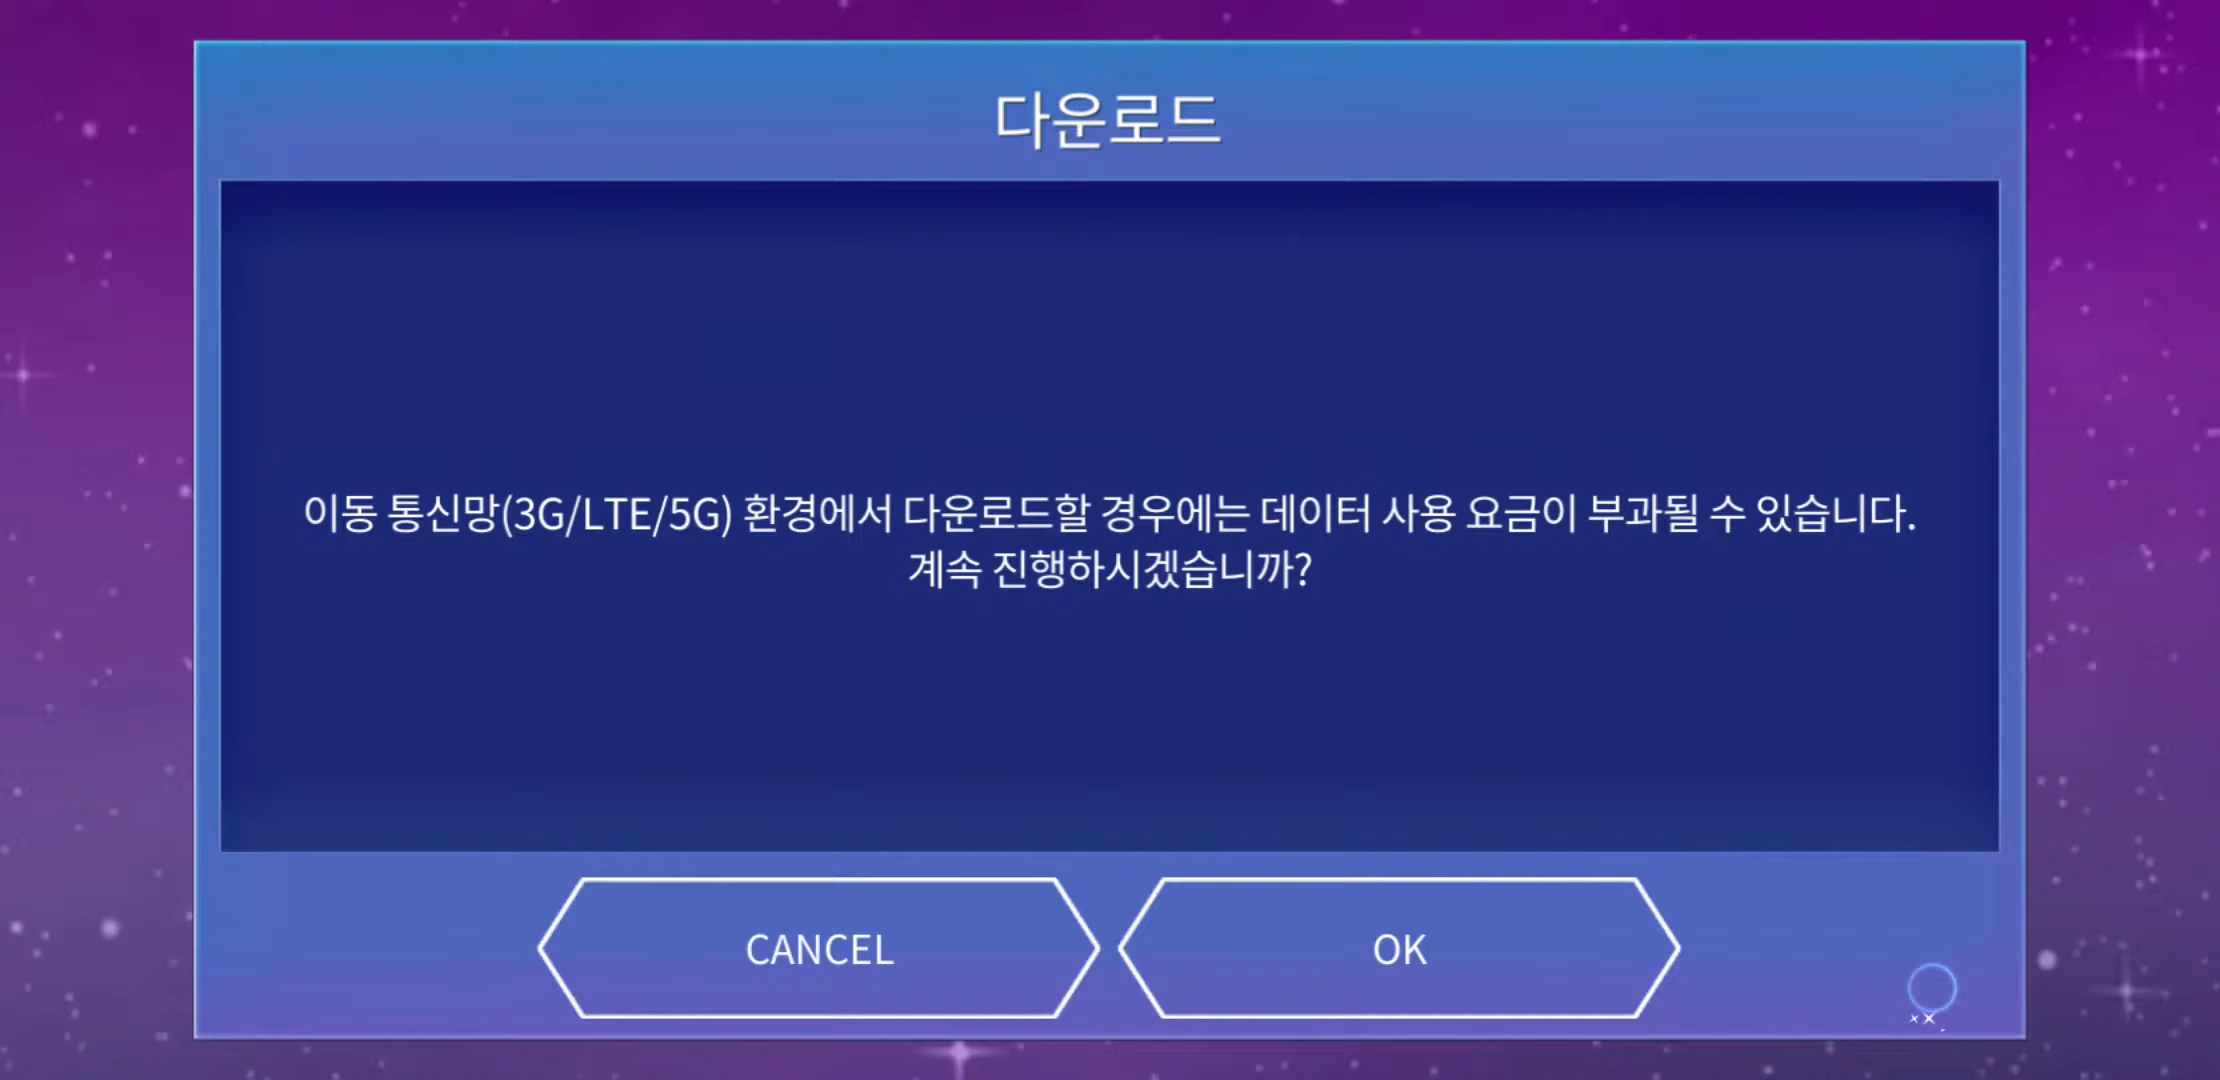 다운로드
이동 통신망(3G/LTE/5G) 환경에서 다운로드할 경우에는 데이터 사용 요금이 부과될 수 있습니다.
계속 진행하시겠습니까?
CANCEL
OK